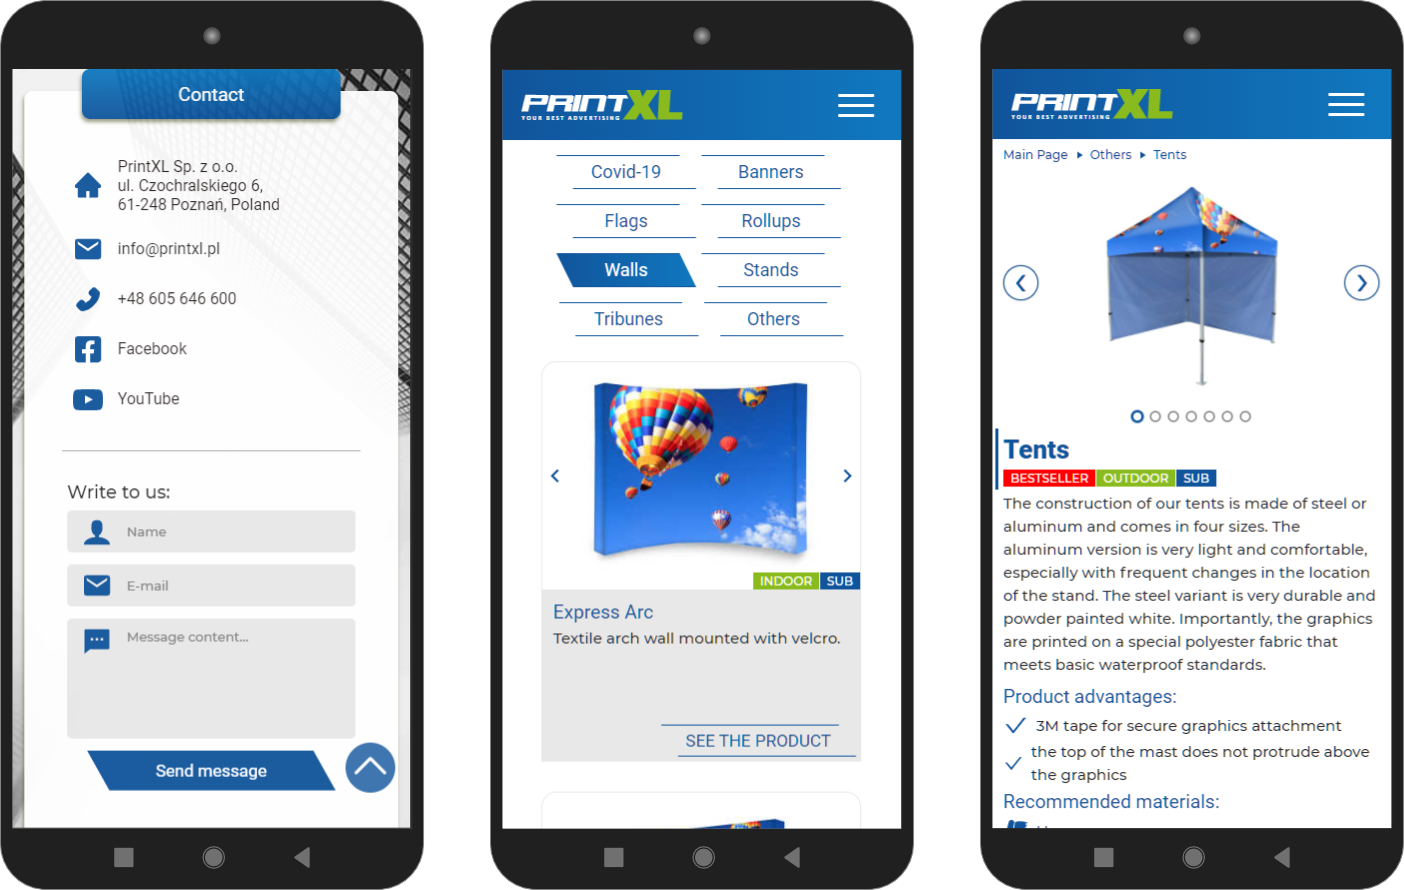 Contact
PrintXL Sp. z o.o.
ul. Czochralskiego 6,
61-248 Poznań, Poland
info@printxl.pl
+48 605 646 600
Facebook
YouTube
Write to us:
Name
E-mail
Message content...
Send message
PRINTXL
YOUR BEST ADVERTISING
Covid-19
Banners
Flags
Rollups
Walls
Stands
Tribunes
Others
INDOOR SUB
Express Arc
Textile arch wall mounted with velcro.
SEE THE PRODUCT
PRINTXL
YOUR BEST ADVERTISING
Main Page Others Tents
Tents
BESTSELLER OUTDOOR SUB
The construction of our tents is made of steel or
aluminum and comes in four sizes. The
aluminum version is very light and comfortable,
especially with frequent changes in the location
of the stand. The steel variant is very durable and
powder painted white. Importantly, the graphics
are printed on a special polyester fabric that
meets basic waterproof standards.
Product advantages:
3M tape for secure graphics attachment
the top of the mast does not protrude above
the graphics
Recommended materials: